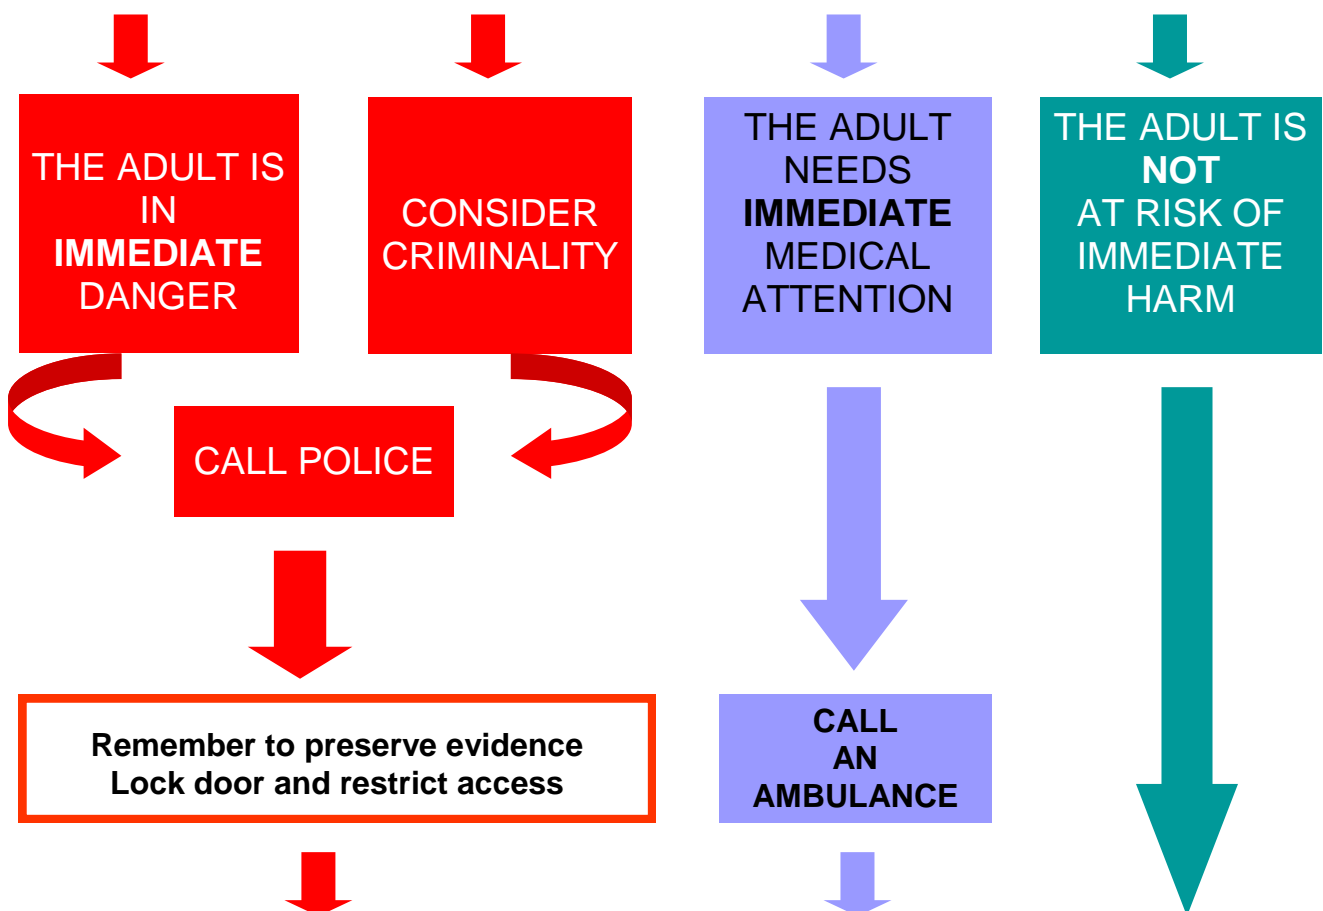 THE ADULT IS
IN
IMMEDIATE
DANGER
CONSIDER
CRIMINALITY
THE ADULT
NEEDS
IMMEDIATE
MEDICAL
ATTENTION
THE ADULT IS
NOT
AT RISK OF
IMMEDIATE
HARM
CALL POLICE
Remember to preserve evidence
Lock door and restrict access
CALL
AN
AMBULANCE